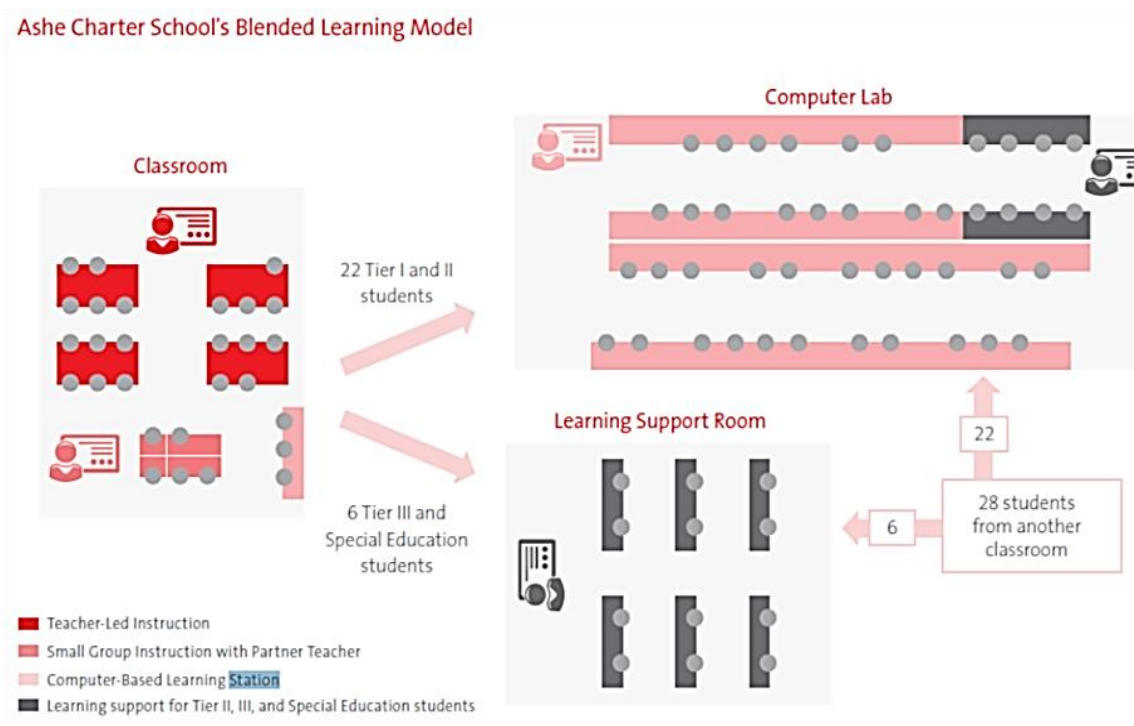 Ashe Charter School's Blended Learning Model
Classroom
22 Tier I and II
students
6 Tier III and
Special Education
students
Computer Lab
Learning Support Room
22
6
28 students
from another
classroom
Teacher-Led Instruction
Small Group Instruction with Partner Teacher
Computer-Based Learning Station
Learning support for Tier II, III, and Special Education students